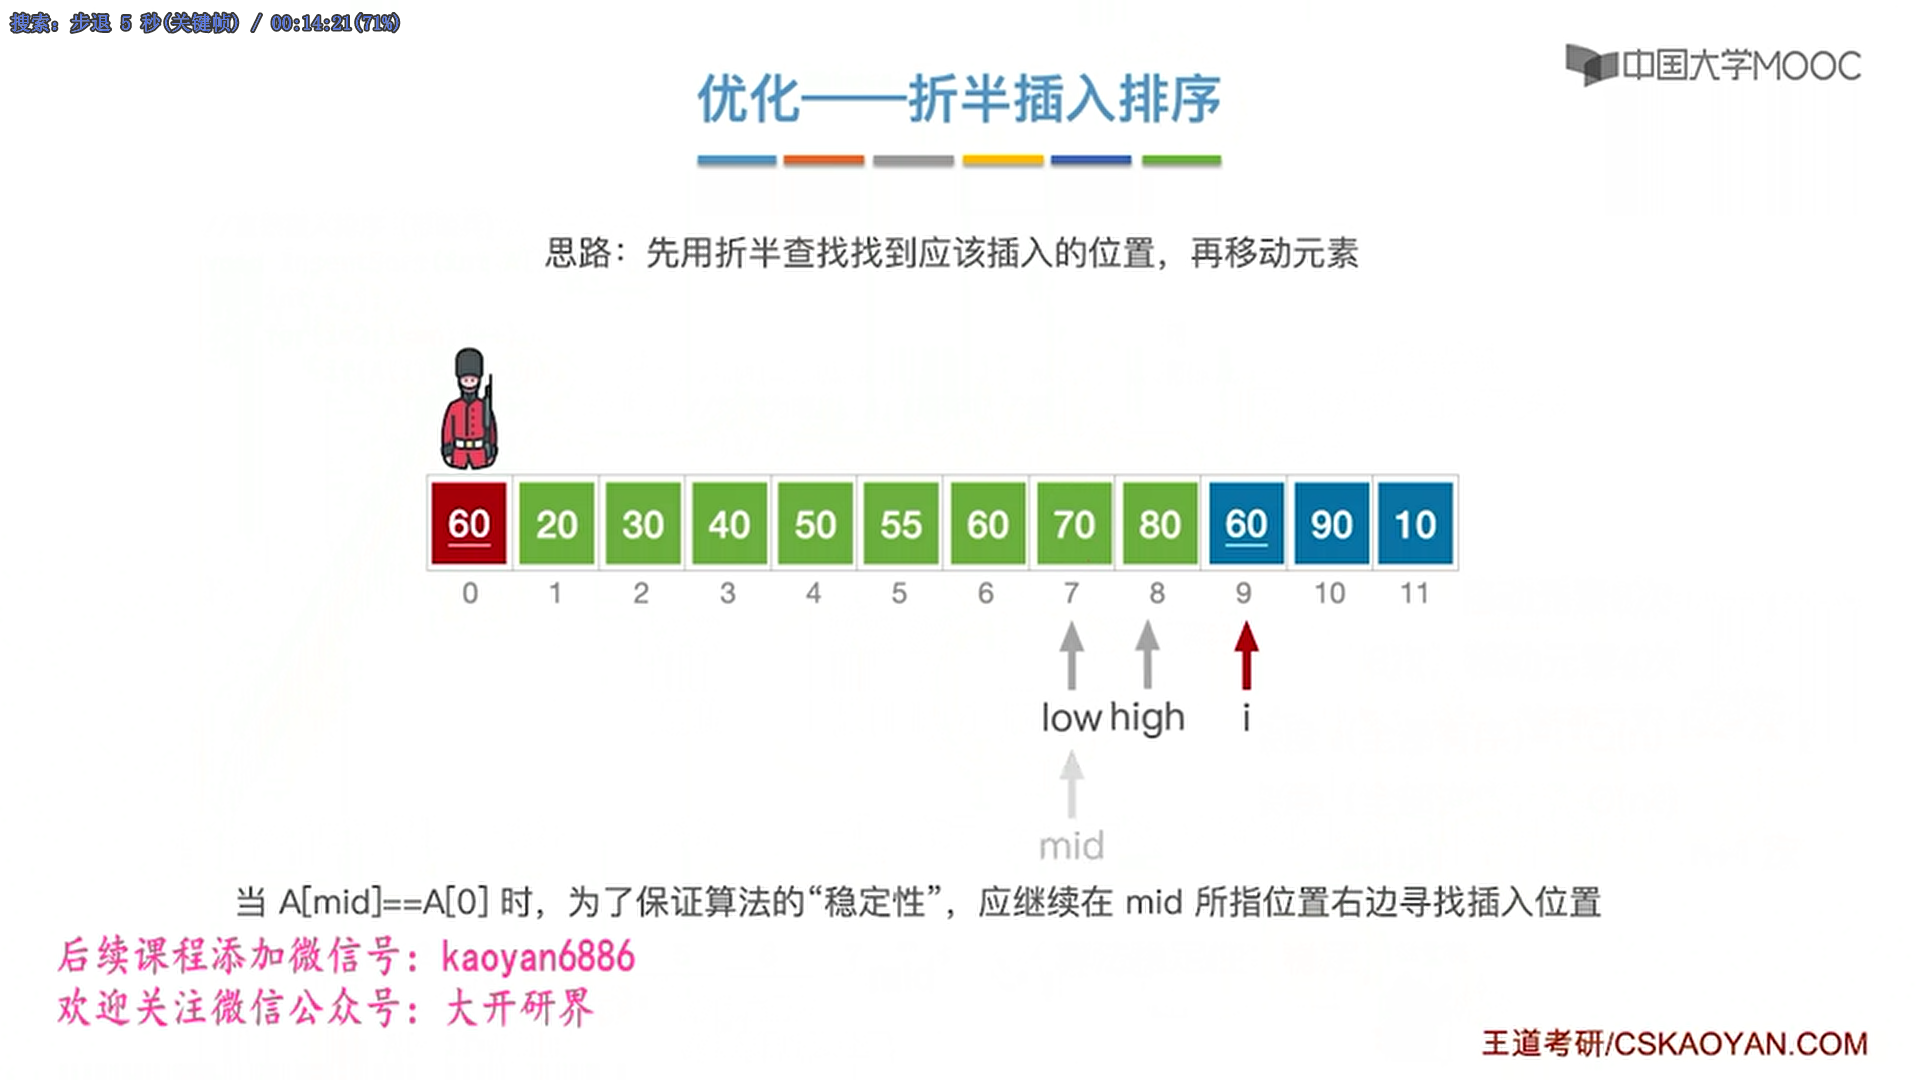 搜索: 步退 5 秒(关键帧) / 00:14:21(71%)
中国大学MOOC
优化——折半插入排序
思路：先用折半查找找到应该插入的位置，再移动元素
60 20 30 40 50 55 60 70 80 60 90 10
0 1 2 3 4 5 6 7 8 9 10 11
low high i
mid
当 A[mid]==A[0] 时，为了保证算法的“稳定性”，应继续在 mid 所指位置右边寻找插入位置
后续课程添加微信号：kaoyan6886
欢迎关注微信公众号：大开研界
王道考研/CSKAOYAN.COM